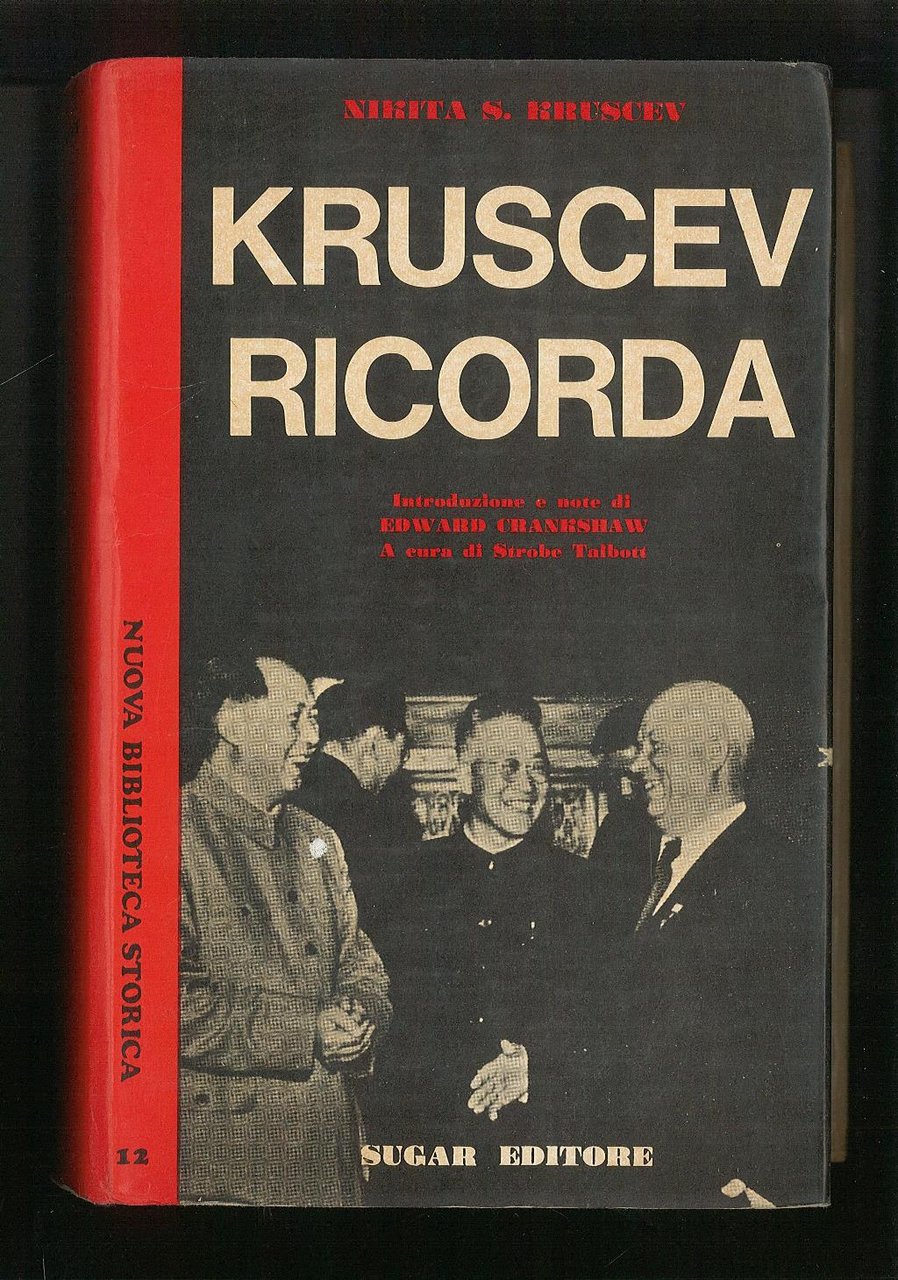 NIKITA S. KRUSCEV
KRUSCEV
RICORDA
Introduzione e note di
EDWARD CRANKSHAW
A cura di Strobe Talbott
SUGAR EDITORE
NUOVA BIBLIOTECA STORICA
12